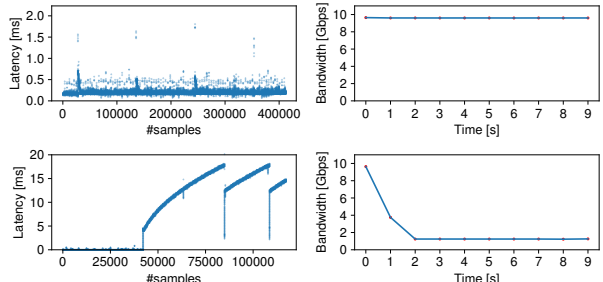 Latency [ms]
2.0
1.5
1.0
0.5
0.0
0 100000 200000 300000 400000
#samples
Bandwidth [Gbps]
10
8
6
4
2
0
0 1 2 3 4 5 6 7 8 9
Time [s]
Latency [ms]
20
15
10
5
0
0 25000 50000 75000 100000
#samples
Bandwidth [Gbps]
10
8
6
4
2
0
0 1 2 3 4 5 6 7 8 9
Time [s]